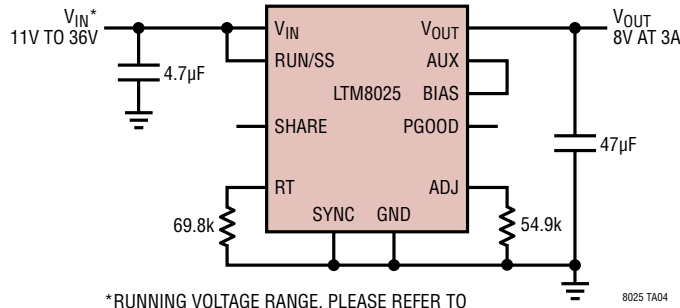 VIN*
11V TO 36V
VOUT
8V AT 3A
VIN
VOUT
RUN/SS
AUX
4.7µF
LTM8025
BIAS
SHARE
PGOOD
47µF
RT
ADJ
69.8k
SYNC
GND
54.9k
*RUNNING VOLTAGE RANGE. PLEASE REFER TO
8025 TA04